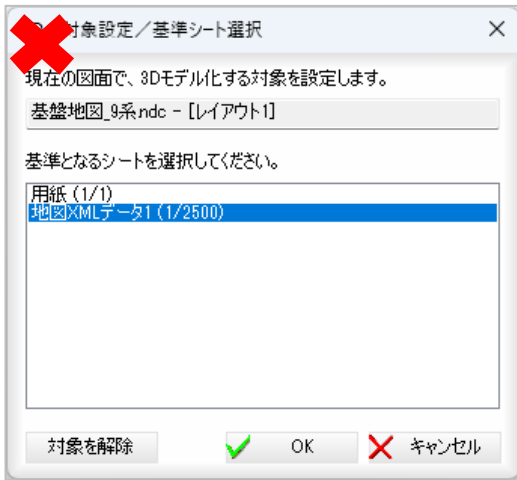 対象設定／基準シート選択
現在の図面で、3Dモデル化する対象を設定します。
基盤地図_9系.ndc - [レイアウト1]
基準となるシートを選択してください。
用紙 (1/1)
地図XMLデータ1 (1/2500)
対象を解除
OK
キャンセル